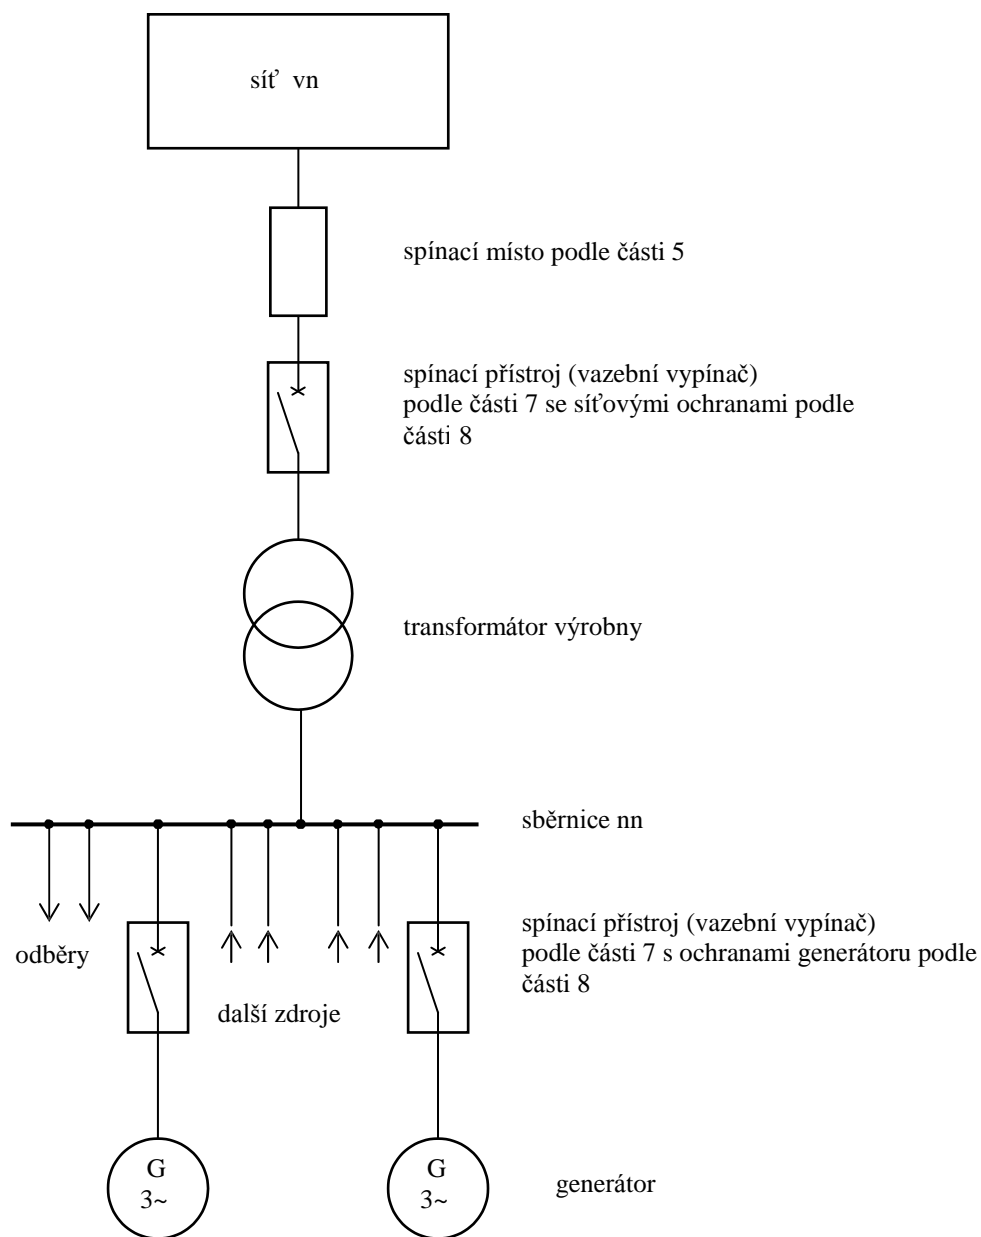 síť vn
spínací místo podle části 5
spínací přístroj (vazební vypínač)
podle části 7 se síťovými ochranami podle
části 8
transformátor výrobny
sběrnice nn
spínací přístroj (vazební vypínač)
podle části 7 s ochranami generátoru podle
části 8
odběry
další zdroje
G
3~
G
3~
generátor